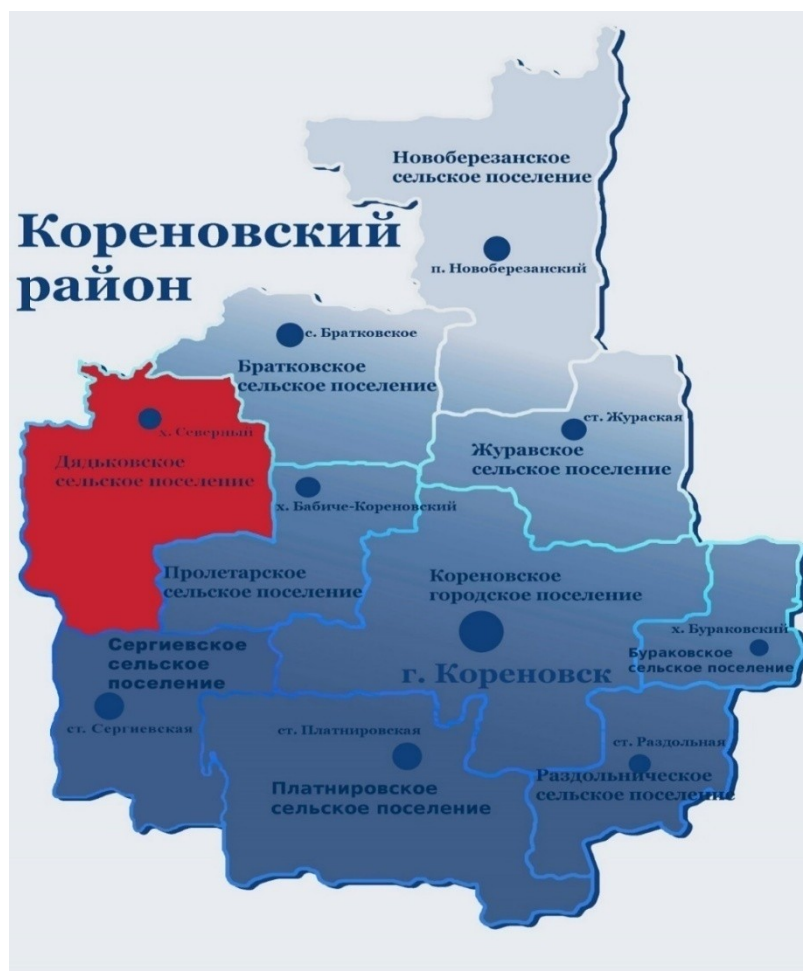 Новоберезанское
сельское поселение
Кореновский
район
п. Новоберезанский
с. Братковское
Братковское
сельское поселение
ст. Жураская
х. Северный
Журавское
сельское поселение
Дядьковское
сельское поселение
х. Бабиче-Кореновский
Пролетарское
сельское поселение
Кореновское
городское поселение
х. Бураковский
Бураковское
сельское поселение
Сергиевское
сельское
поселение
г. Кореновск
ст. Сергиевская
ст. Платнировская
ст. Раздольная
Раздольническое
сельское поселение
Платнировское
сельское поселение